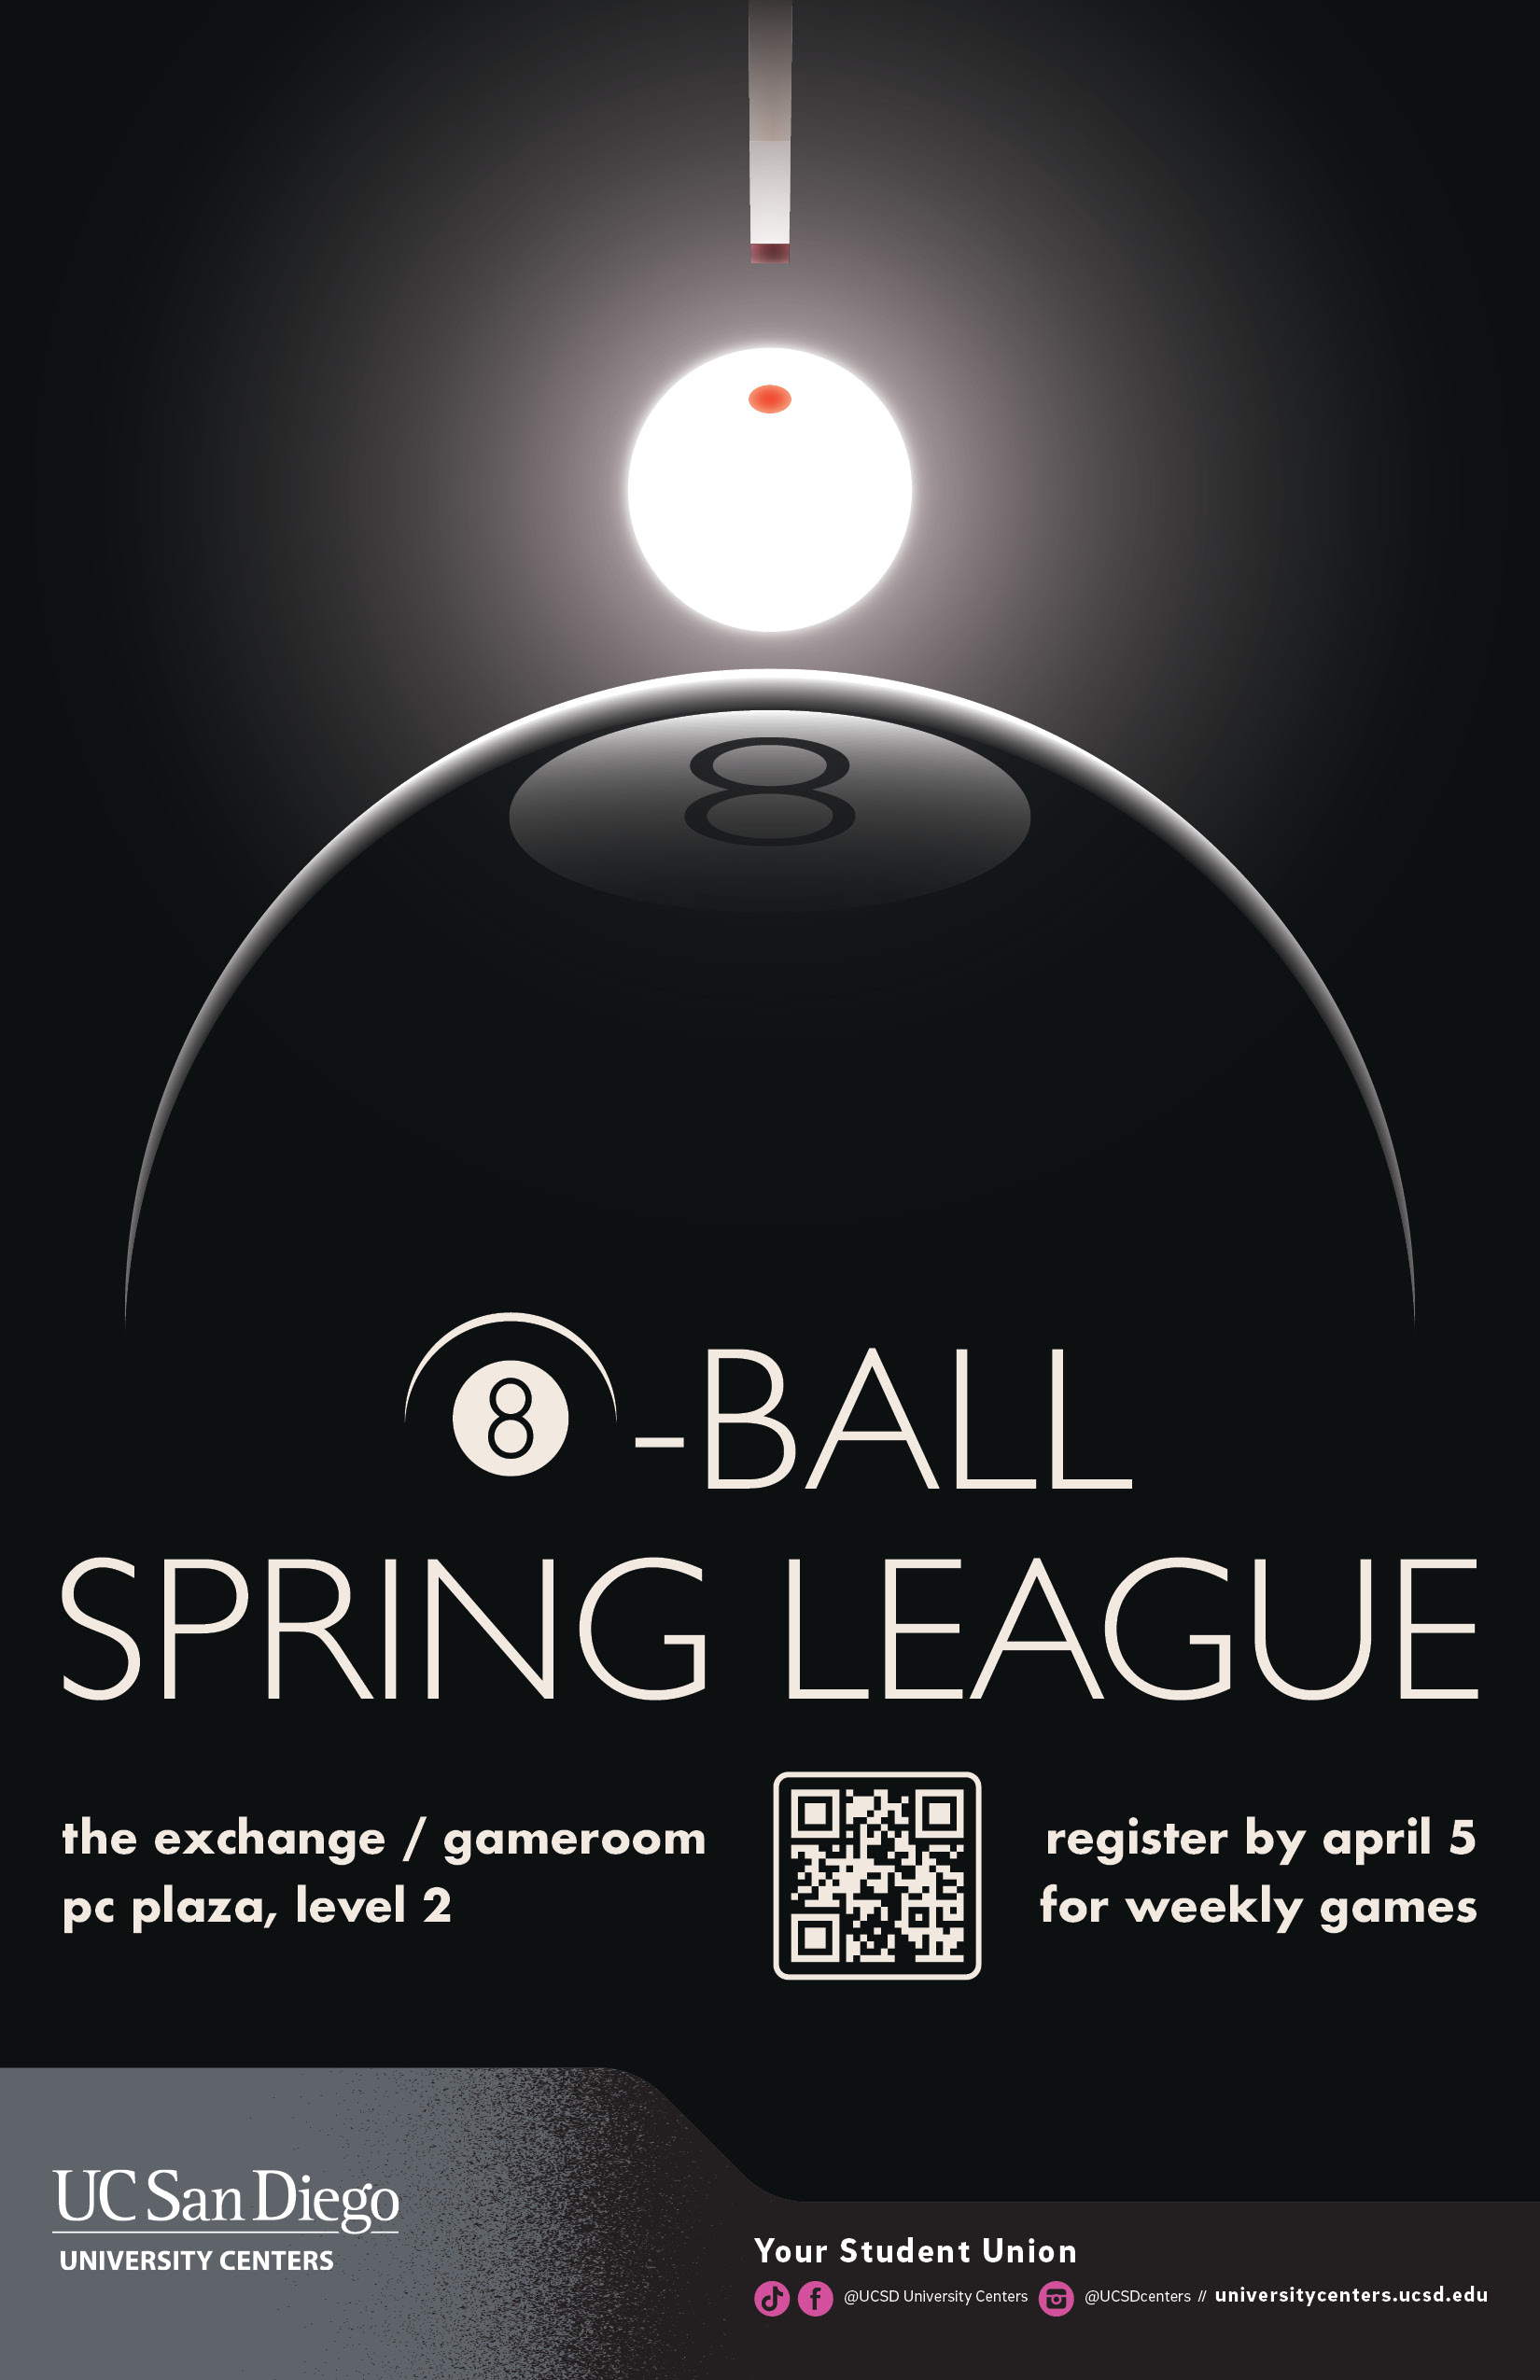 8
8-BALL
SPRING LEAGUE
the exchange / gameroom
pc plaza, level 2
register by april 5
for weekly games
UC San Diego
UNIVERSITY CENTERS
Your Student Union
@UCSD University Centers @UCSDcenters // universitycenters.ucsd.edu